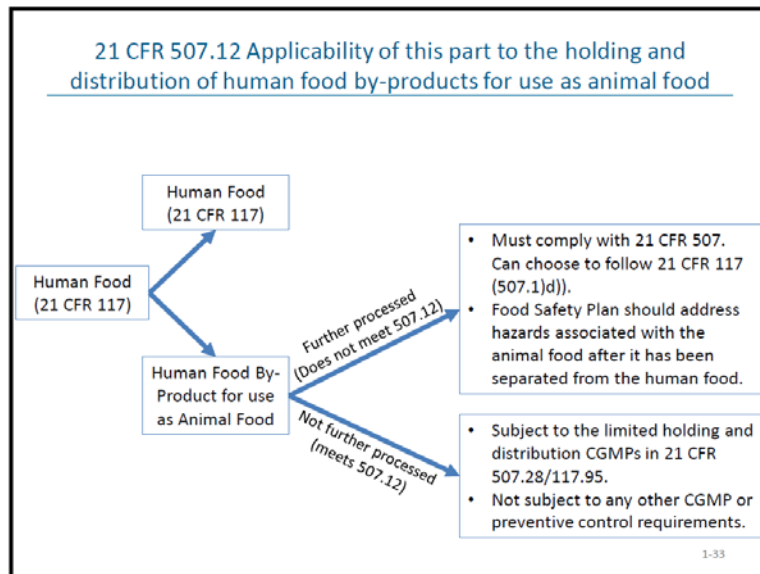 21 CFR 507.12 Applicability of this part to the holding and
distribution of human food by-products for use as animal food
Human Food
(21 CFR 117)
Human Food
(21 CFR 117)
Human Food By-
Product for use
as Animal Food
Further processed
(Does not meet 507.12)
Not further processed
(meets 507.12)
• Must comply with 21 CFR 507.
Can choose to follow 21 CFR 117
(507.1)d)).
• Food Safety Plan should address
hazards associated with the
animal food after it has been
separated from the human food.
• Subject to the limited holding and
distribution CGMPs in 21 CFR
507.28/117.95.
• Not subject to any other CGMP or
preventive control requirements.
1-33